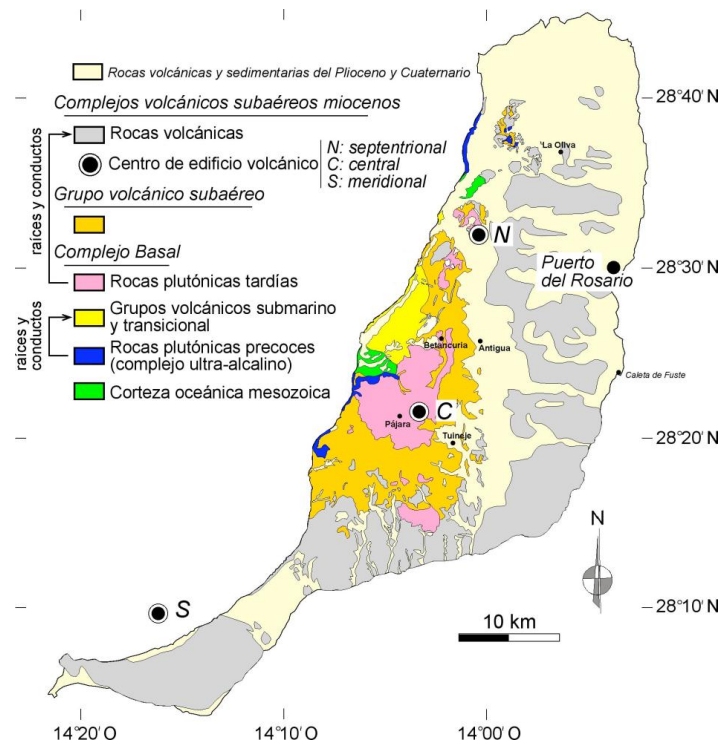 Rocas volcánicas y sedimentarias del Plioceno y Cuaternario
Complejos volcánicos subaéreos miocenos
Rocas volcánicas
Centro de edificio volcánico
N: septentrional
C: central
S: meridional
raíces y conductos
Grupo volcánico subaéreo
Complejo Basal
Rocas plutónicas tardías
Grupos volcánicos submarino
y transicional
raíces y
conductos
Rocas plutónicas precoces
(complejo ultra-alcalino)
Corteza oceánica mesozoica
28°40' N
La Oliva
N
28°30' N
Puerto
del Rosario
Betancuria
Antigua
Caleta de Fuste
C
Pájara
28°20' N
Tuineje
N
S
28°10' N
10 km
14°20' O
14°10' O
14°00' O